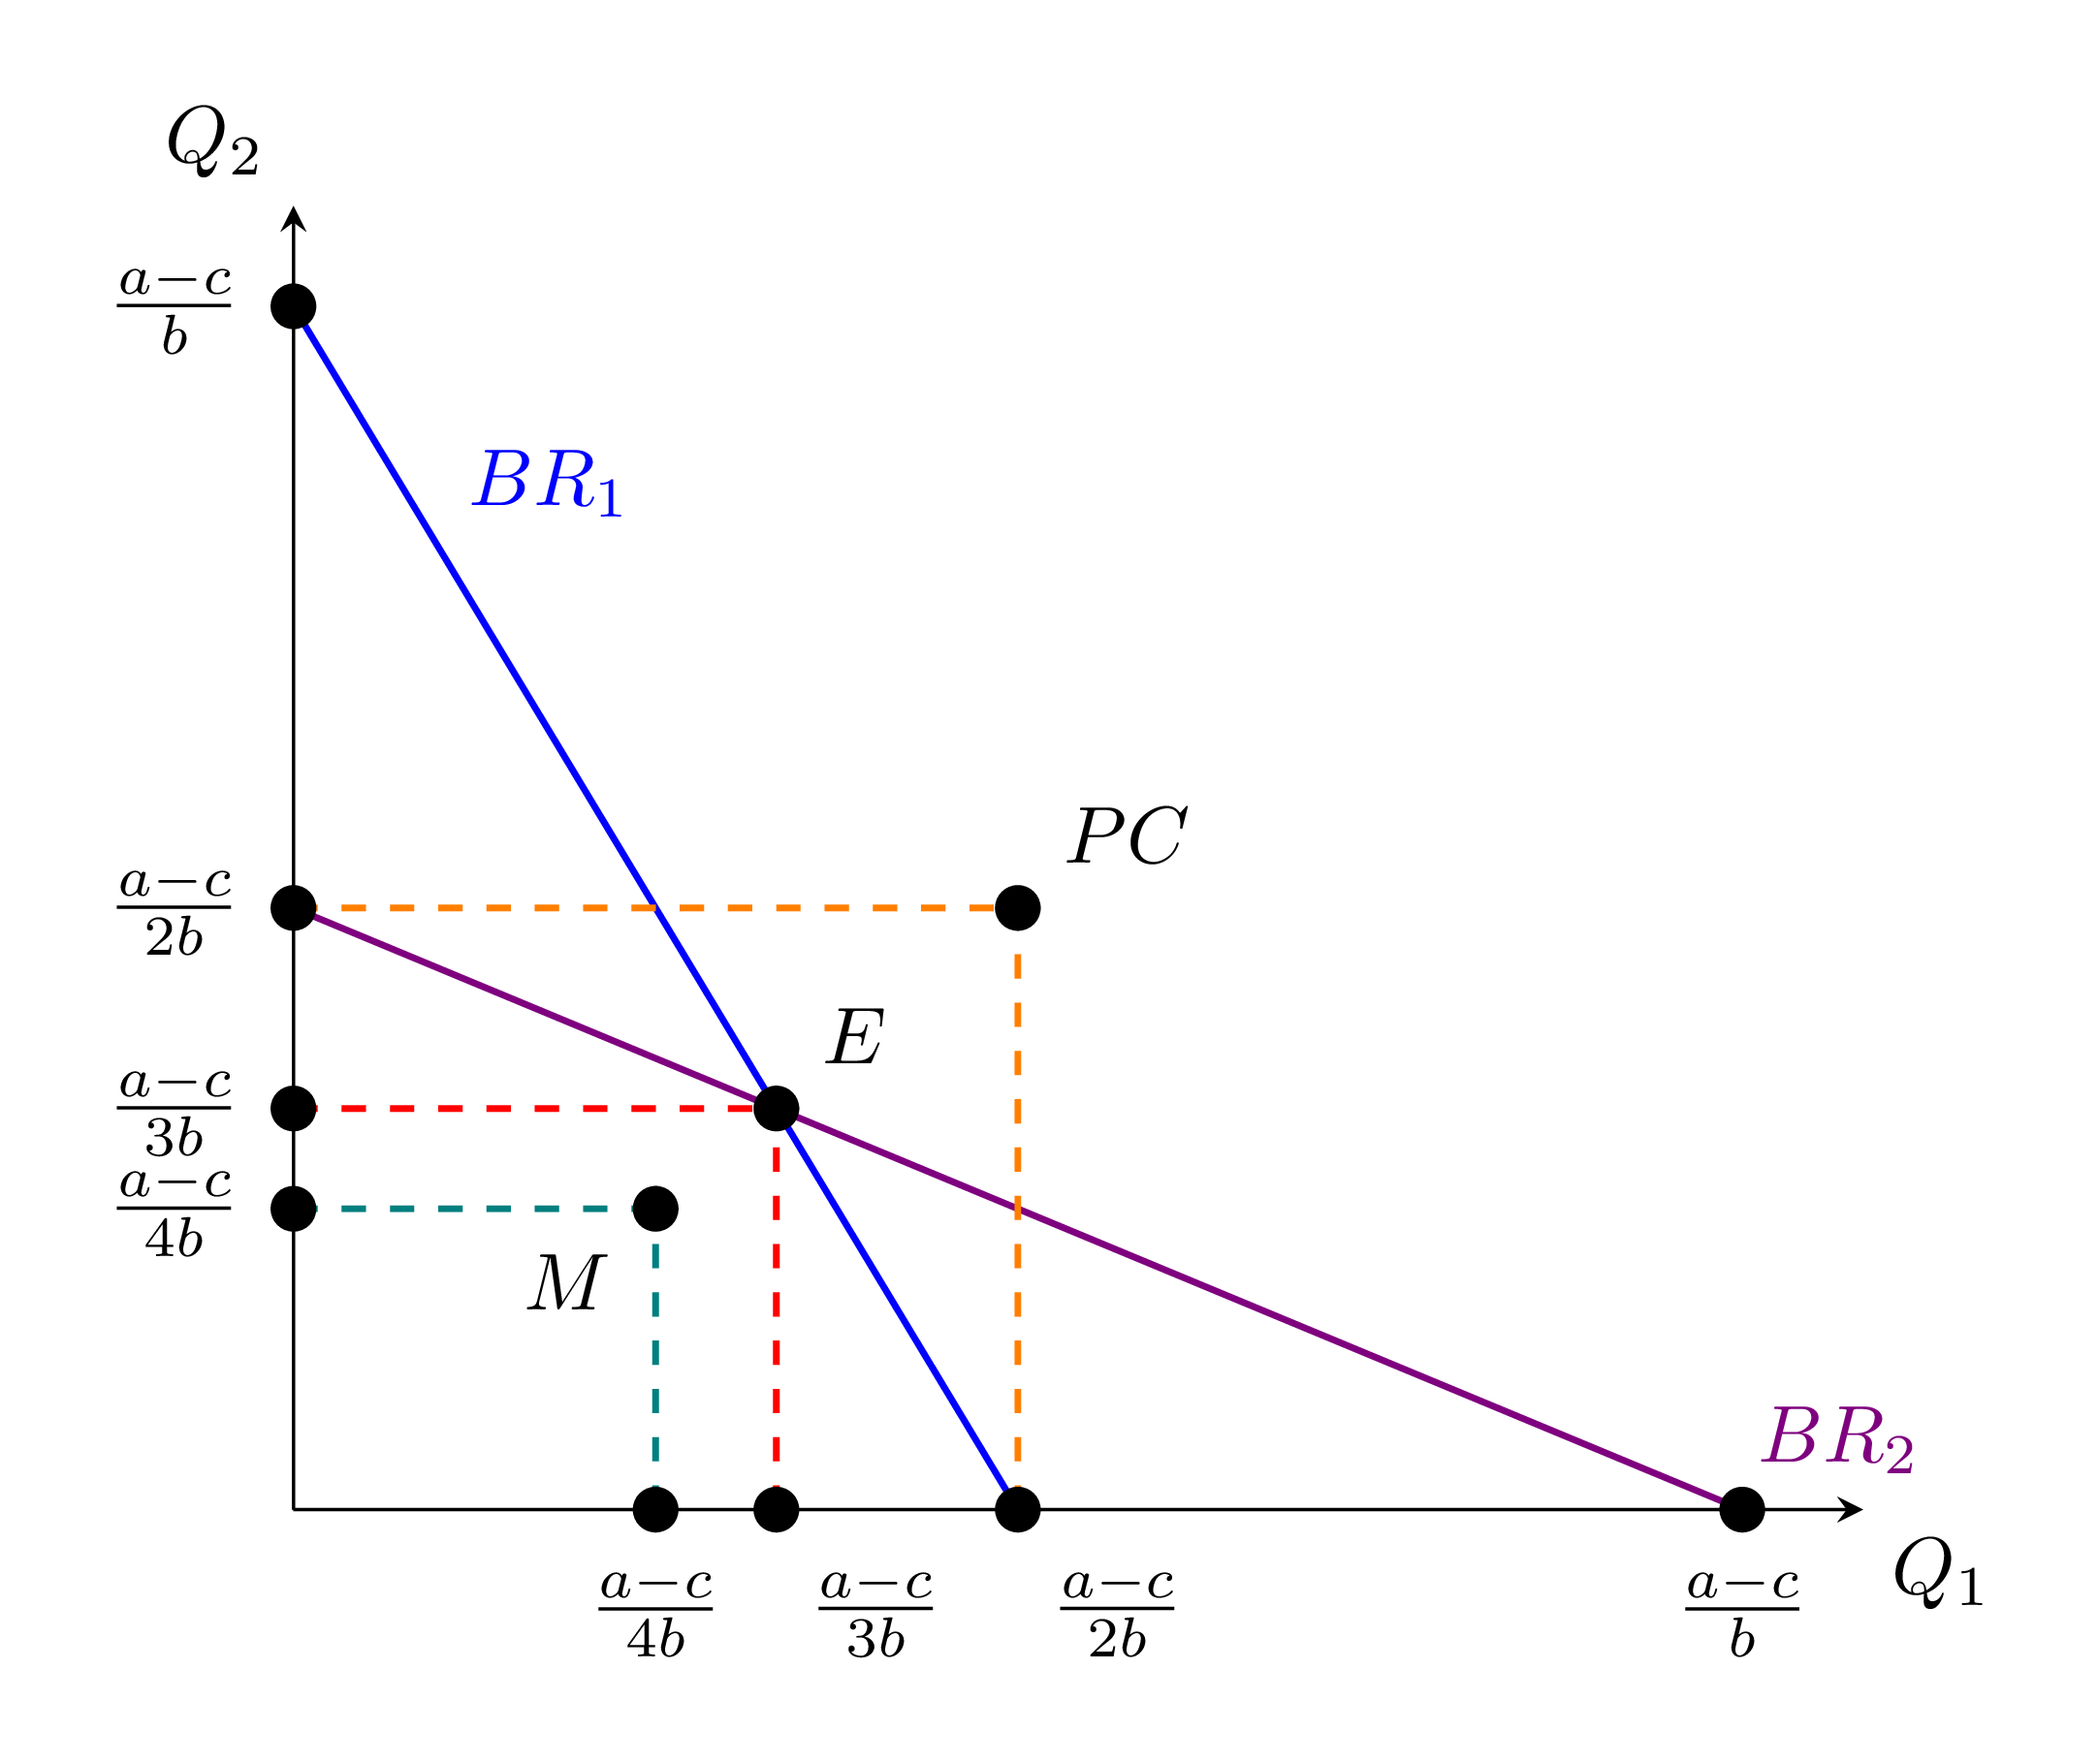 Q₂
a−c/b
BR₁
PC
a−c/2b
E
a−c/3b
a−c/4b
M
BR₂
Q₁
a−c/4b
a−c/3b
a−c/2b
a−c/b